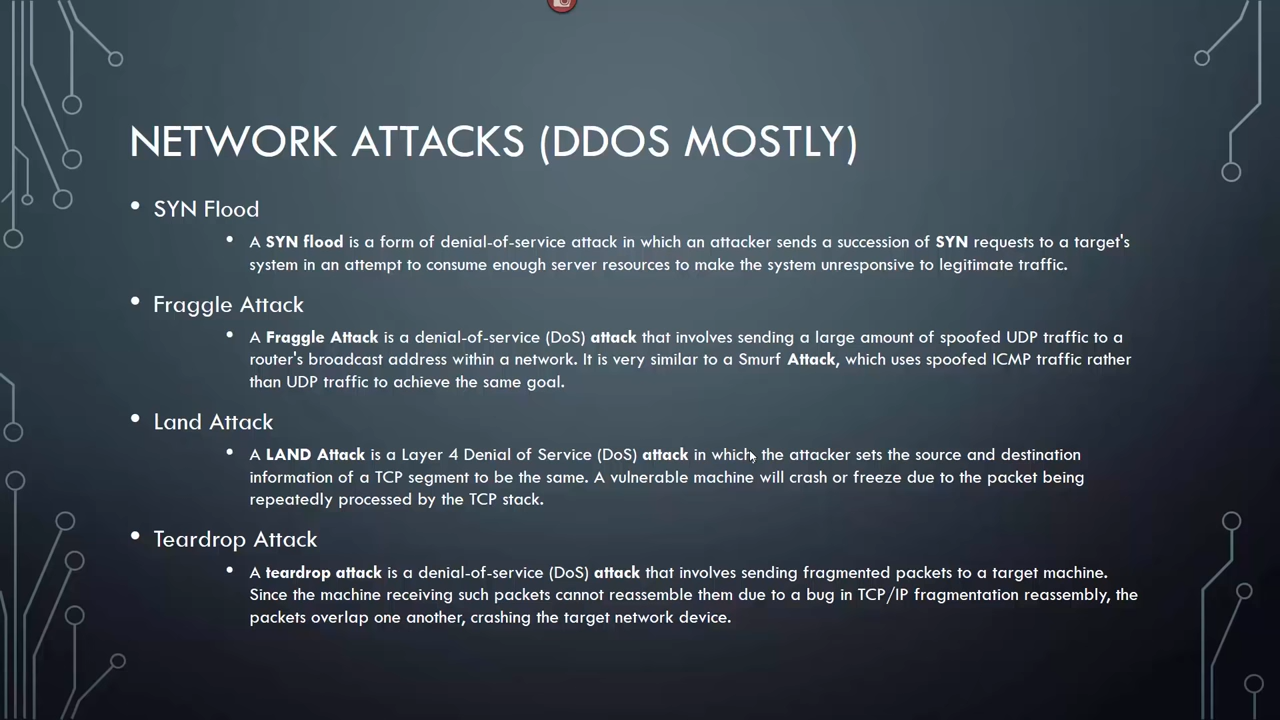 NETWORK ATTACKS (DDOS MOSTLY)
• SYN Flood
• A SYN flood is a form of denial-of-service attack in which an attacker sends a succession of SYN requests to a target's
system in an attempt to consume enough server resources to make the system unresponsive to legitimate traffic.
• Fraggle Attack
• A Fraggle Attack is a denial-of-service (DoS) attack that involves sending a large amount of spoofed UDP traffic to a
router's broadcast address within a network. It is very similar to a Smurf Attack, which uses spoofed ICMP traffic rather
than UDP traffic to achieve the same goal.
• Land Attack
• A LAND Attack is a Layer 4 Denial of Service (DoS) attack in which the attacker sets the source and destination
information of a TCP segment to be the same. A vulnerable machine will crash or freeze due to the packet being
repeatedly processed by the TCP stack.
• Teardrop Attack
• A teardrop attack is a denial-of-service (DoS) attack that involves sending fragmented packets to a target machine.
Since the machine receiving such packets cannot reassemble them due to a bug in TCP/IP fragmentation reassembly, the
packets overlap one another, crashing the target network device.